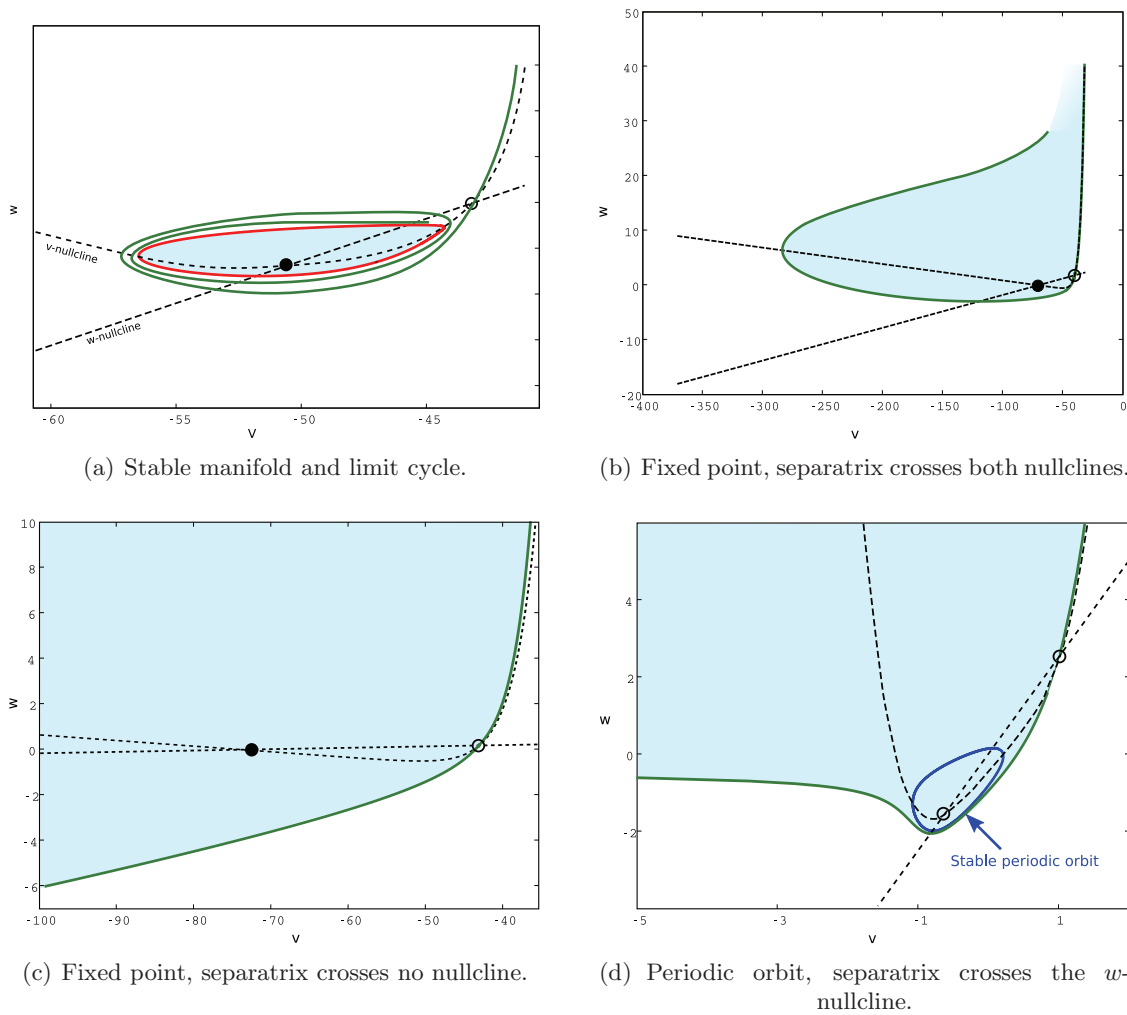 w
v-nullcline
w-nullcline
-60 -55 -50 -45
V
(a) Stable manifold and limit cycle.
50
40
30
20
10
0
-10
-20
w
-400 -350 -300 -250 -200 -150 -100 -50 0
v
(b) Fixed point, separatrix crosses both nullclines.
10
8
6
4
2
0
-2
-4
-6
w
-100 -90 -80 -70 -60 -50 -40
v
(c) Fixed point, separatrix crosses no nullcline.
4
2
w
0
-2
Stable periodic orbit
-5 -3 -1 1
v
(d) Periodic orbit, separatrix crosses the w-
nullcline.